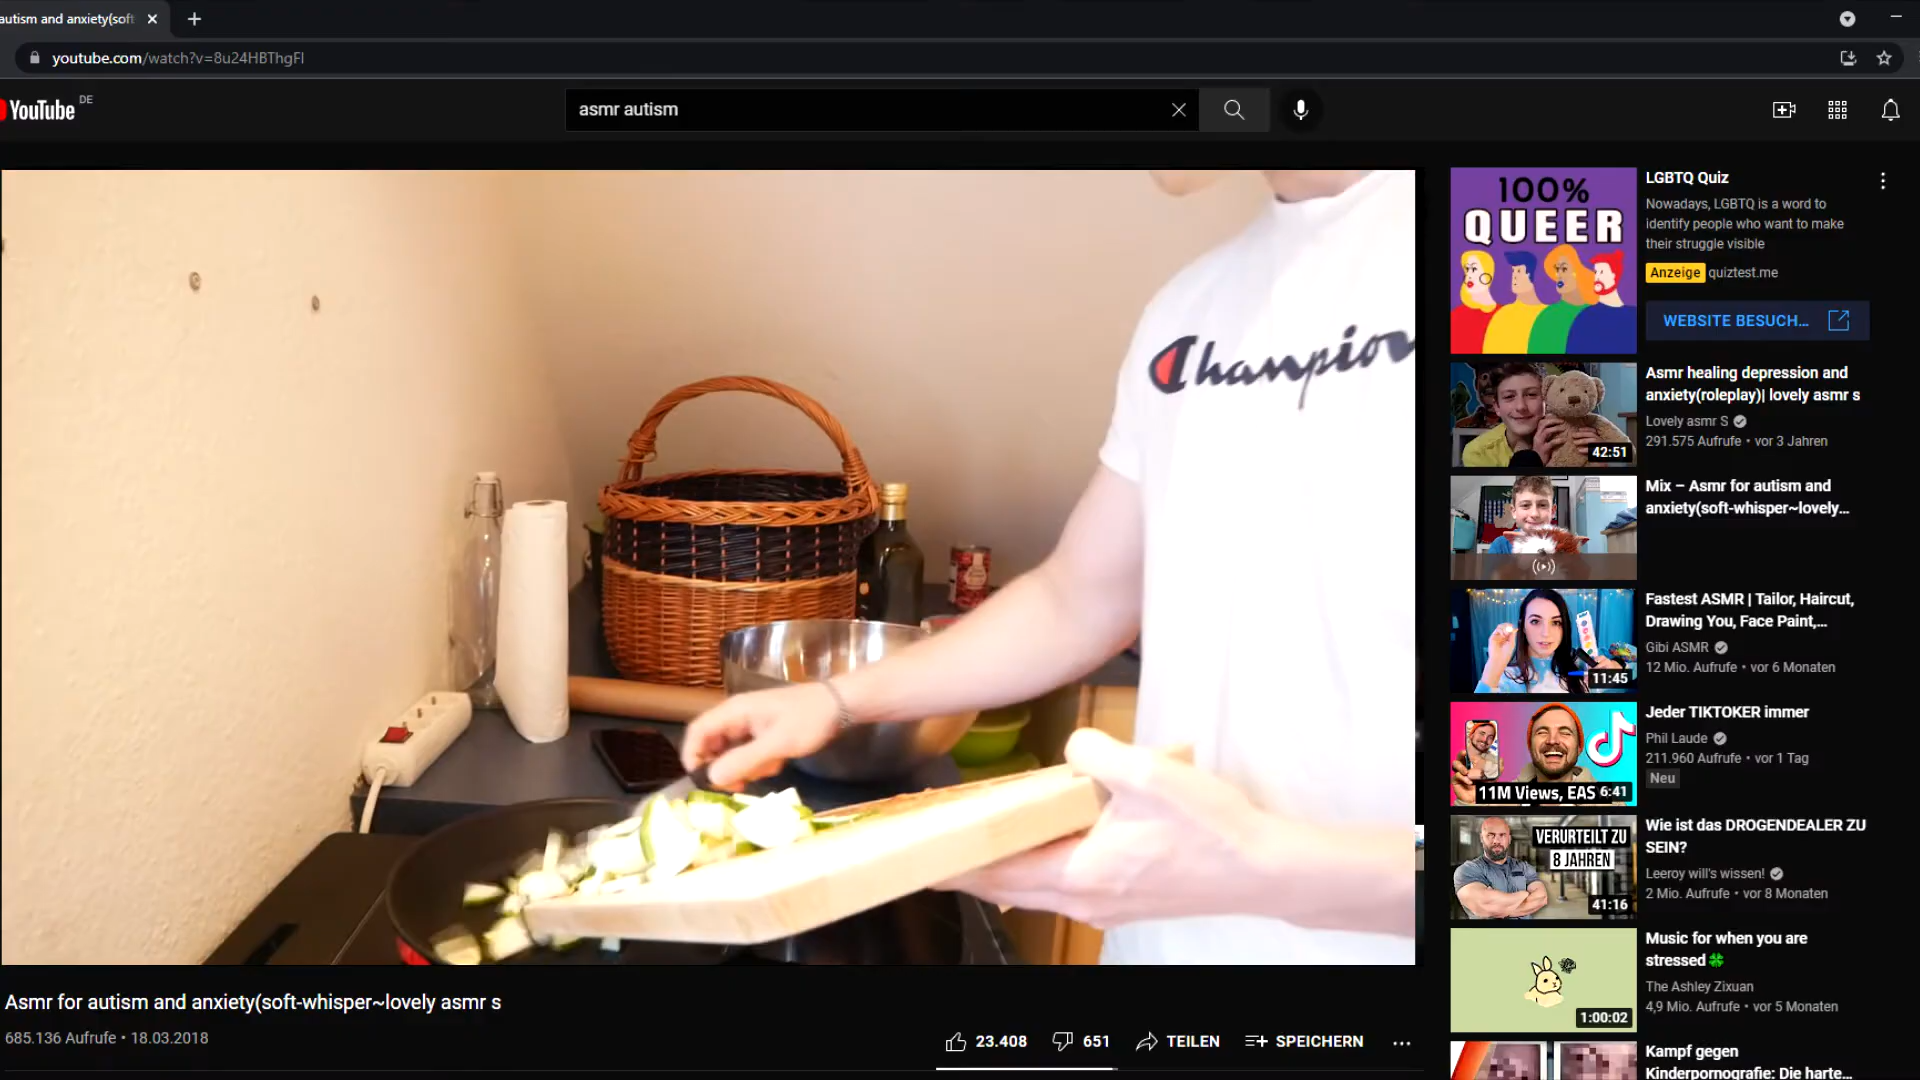 autism and anxiety(soft
youtube.com/watch?v=8u24HBThgFI
YouTube DE
asmr autism
Champion
Asmr for autism and anxiety(soft-whisper~lovely asmr s
685.136 Aufrufe • 18.03.2018
23.408
651
TEILEN
SPEICHERN
100%
QUEER
LGBTQ Quiz
Nowadays, LGBTQ is a word to
identify people who want to make
their struggle visible
Anzeige quiztest.me
WEBSITE BESUCH...
42:51
Asmr healing depression and
anxiety(roleplay)| lovely asmr s
Lovely asmr S
291.575 Aufrufe • vor 3 Jahren
Mix – Asmr for autism and
anxiety(soft-whisper~lovely...
11:45
Fastest ASMR | Tailor, Haircut,
Drawing You, Face Paint,...
Gibi ASMR
12 Mio. Aufrufe • vor 6 Monaten
11M Views, EAS 6:41
Jeder TIKTOKER immer
Phil Laude
211.960 Aufrufe • vor 1 Tag
Neu
VERURTEILT ZU
8 JAHREN
41:16
Wie ist das DROGENDEALER ZU
SEIN?
Leeroy will's wissen!
2 Mio. Aufrufe • vor 8 Monaten
1:00:02
Music for when you are
stressed🍀
The Ashley Zixuan
4,9 Mio. Aufrufe • vor 5 Monaten
Kampf gegen
Kinderpornografie: Die harte...